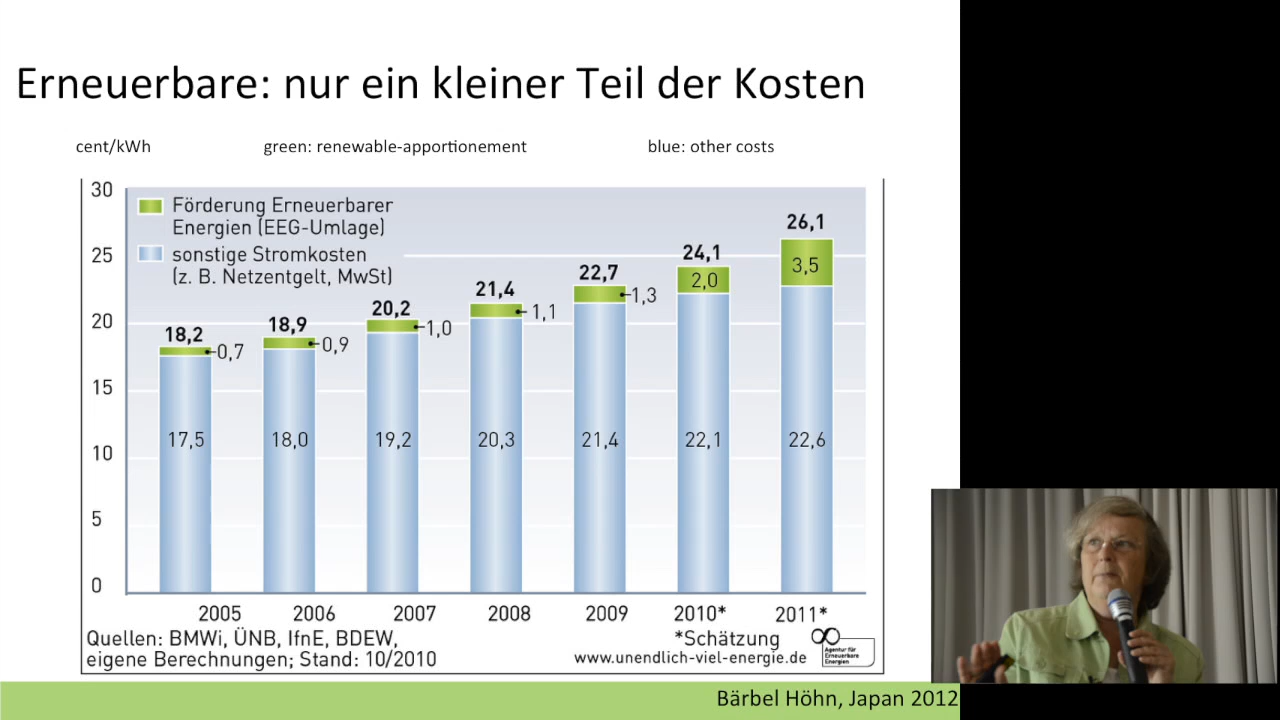 Erneuerbare: nur ein kleiner Teil der Kosten
cent/kWh green: renewable-apportionement blue: other costs
30
25
20
15
10
5
0
Förderung Erneuerbarer
Energien (EEG-Umlage)
sonstige Stromkosten
(z. B. Netzentgelt, MwSt)
18,2
0,7
17,5
18,9
0,9
18,0
20,2
1,0
19,2
21,4
1,1
20,3
22,7
1,3
21,4
24,1
2,0
22,1
26,1
3,5
22,6
2005 2006 2007 2008 2009 2010* 2011*
Quellen: BMWi, ÜNB, IfnE, BDEW,
eigene Berechnungen; Stand: 10/2010
*Schätzung
www.unendlich-viel-energie.de
Agentur für
Erneuerbare
Energien
Bärbel Höhn, Japan 2012